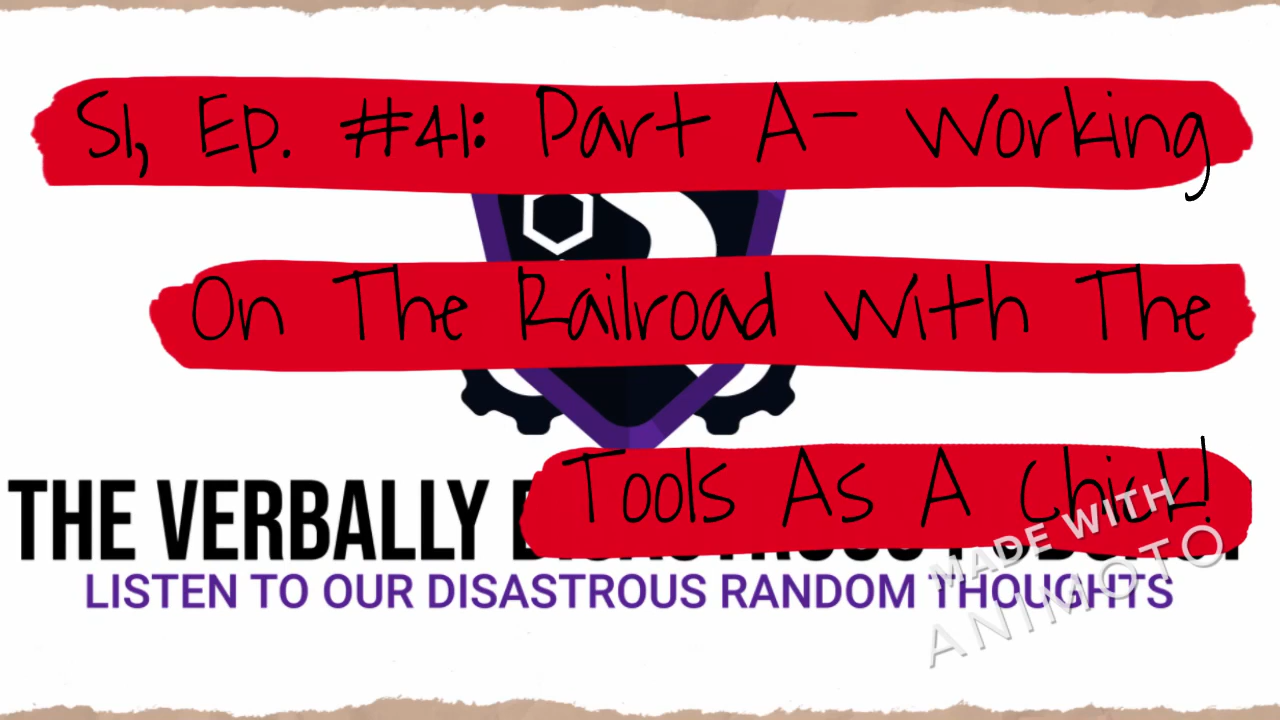 S1, Ep. #41: Part A- Working
On The Railroad With The
Tools As A Chick!
THE VERBALLY
LISTEN TO OUR DISASTROUS RANDOM THOUGHTS
MADE WITH
ANIMOTO